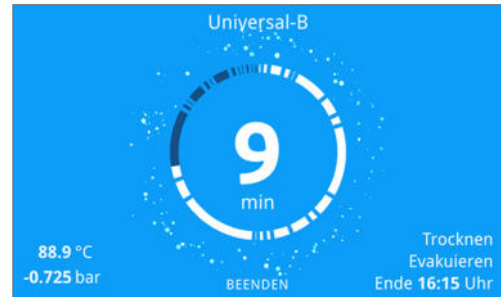 Universal-B
9
min
88.9 °C
-0.725 bar
BEENDEN
Trocknen
Evakuieren
Ende 16:15 Uhr